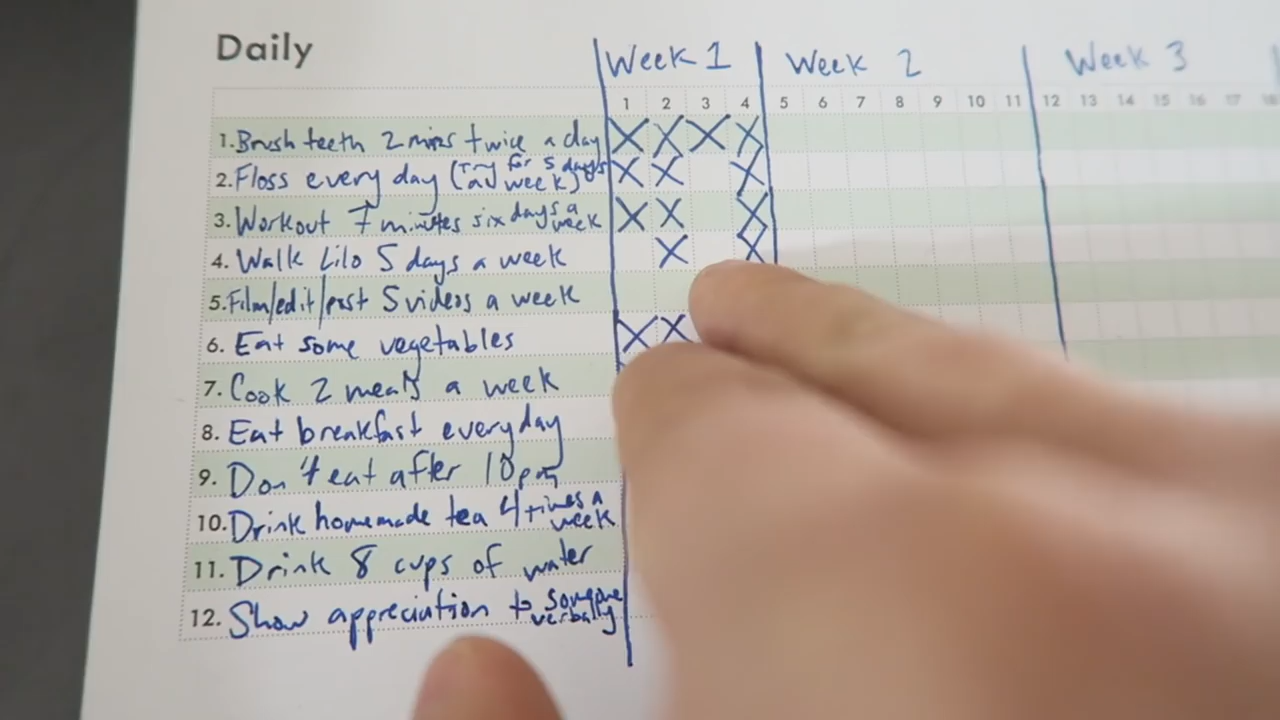 Daily
Week 1 Week 2 Week 3
1 2 3 4 5 6 7 8 9 10 11 12 13 14 15 16 17 18
1. Brush teeth 2 mins twice a day X X X X
2. Floss every day (Try for 5 days a week) X X X
3. Workout 7 minutes six days a week X X X
4. Walk Lilo 5 days a week X X
5. Film/edit/post 5 videos a week
6. Eat some vegetables X X
7. Cook 2 meals a week
8. Eat breakfast everyday
9. Don't eat after 10pm
10. Drink homemade tea 4 times a week
11. Drink 8 cups of water
12. Show appreciation to someone verbally